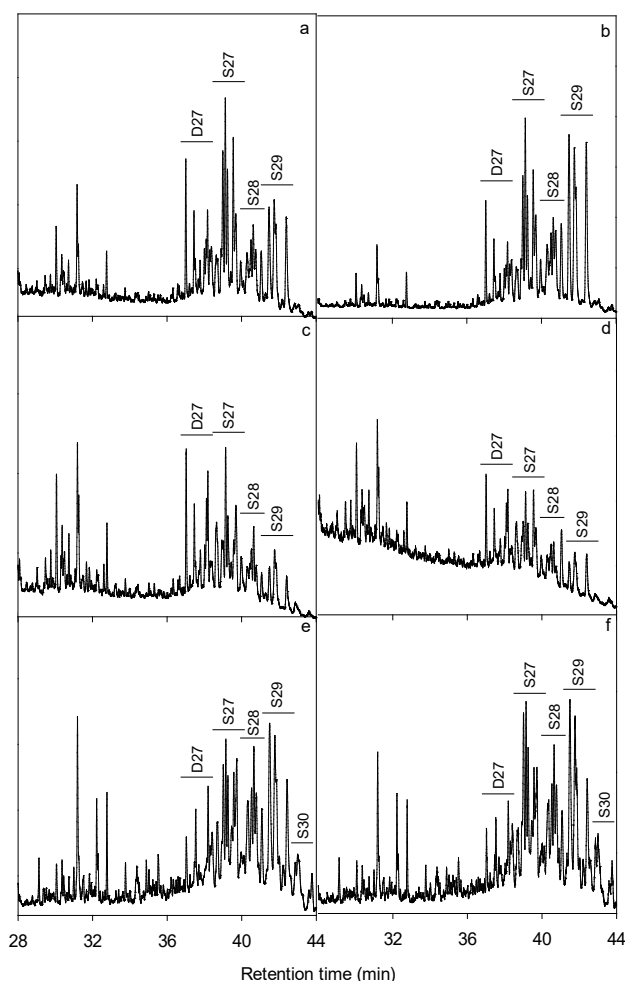 a
S27
D27
S28
S29
b
S27
S29
D27
S28
c
D27
S27
S28
S29
d
D27
S27
S28
S29
e
S29
S27
S28
D27
S30
f
S27
S29
S28
D27
S30
28 32 36 40 44 32 36 40 44
Retention time (min)